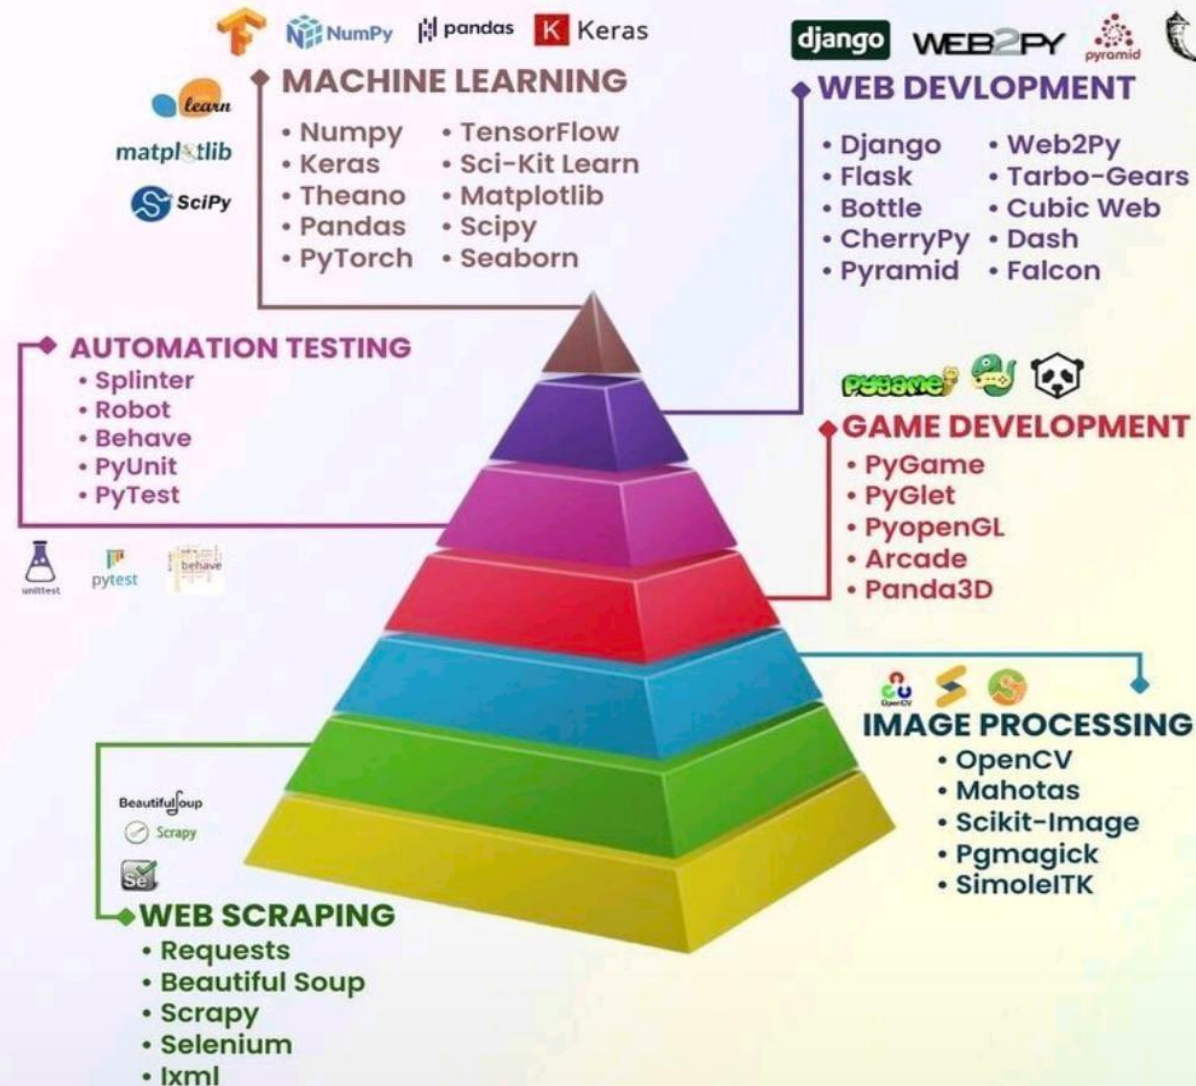 NumPy
pandas
K Keras
learn
matplotlib
SciPy
MACHINE LEARNING
• Numpy
• Keras
• Theano
• Pandas
• PyTorch
• TensorFlow
• Sci-Kit Learn
• Matplotlib
• Scipy
• Seaborn
django
WEB2PY
pyramid
WEB DEVLOPMENT
• Django
• Flask
• Bottle
• CherryPy
• Pyramid
• Web2Py
• Tarbo-Gears
• Cubic Web
• Dash
• Falcon
AUTOMATION TESTING
• Splinter
• Robot
• Behave
• PyUnit
• PyTest
unittest
pytest
behave
pygame
GAME DEVELOPMENT
• PyGame
• PyGlet
• PyopenGL
• Arcade
• Panda3D
OpenCV
IMAGE PROCESSING
• OpenCV
• Mahotas
• Scikit-Image
• Pgmagick
• SimoleITK
BeautifulSoup
Scrapy
Se
WEB SCRAPING
• Requests
• Beautiful Soup
• Scrapy
• Selenium
• lxml